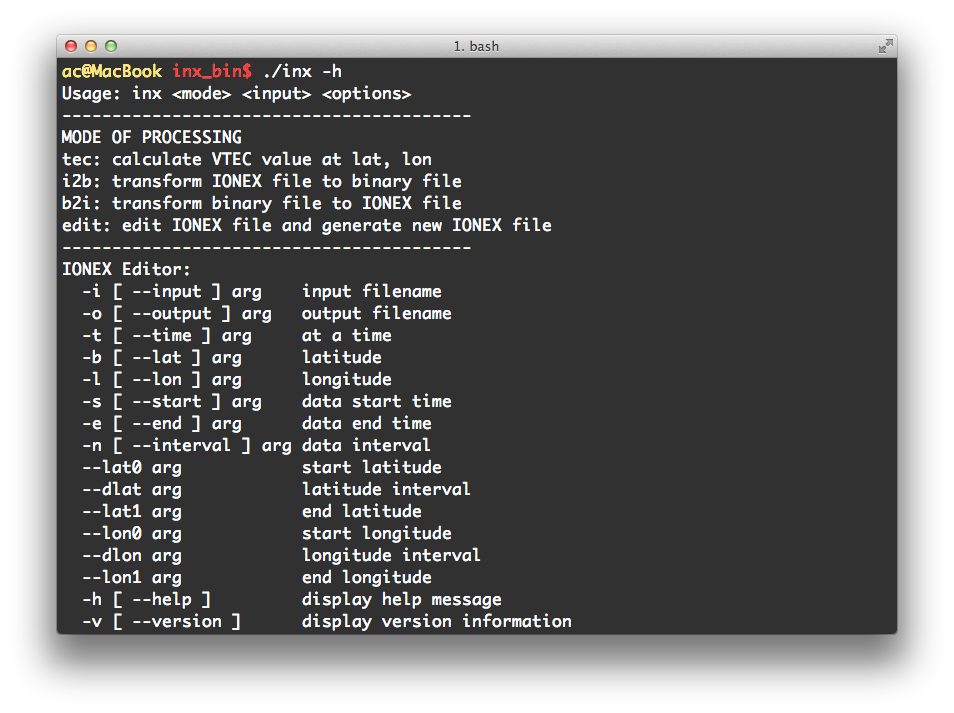 1. bash
ac@MacBook inx_bin$ ./inx -h
Usage: inx <mode> <input> <options>
-----------------------------------------
MODE OF PROCESSING
tec: calculate VTEC value at lat, lon
i2b: transform IONEX file to binary file
b2i: transform binary file to IONEX file
edit: edit IONEX file and generate new IONEX file
-----------------------------------------
IONEX Editor:
  -i [ --input ] arg    input filename
  -o [ --output ] arg   output filename
  -t [ --time ] arg     at a time
  -b [ --lat ] arg      latitude
  -l [ --lon ] arg      longitude
  -s [ --start ] arg    data start time
  -e [ --end ] arg      data end time
  -n [ --interval ] arg data interval
  --lat0 arg            start latitude
  --dlat arg            latitude interval
  --lat1 arg            end latitude
  --lon0 arg            start longitude
  --dlon arg            longitude interval
  --lon1 arg            end longitude
  -h [ --help ]         display help message
  -v [ --version ]      display version information